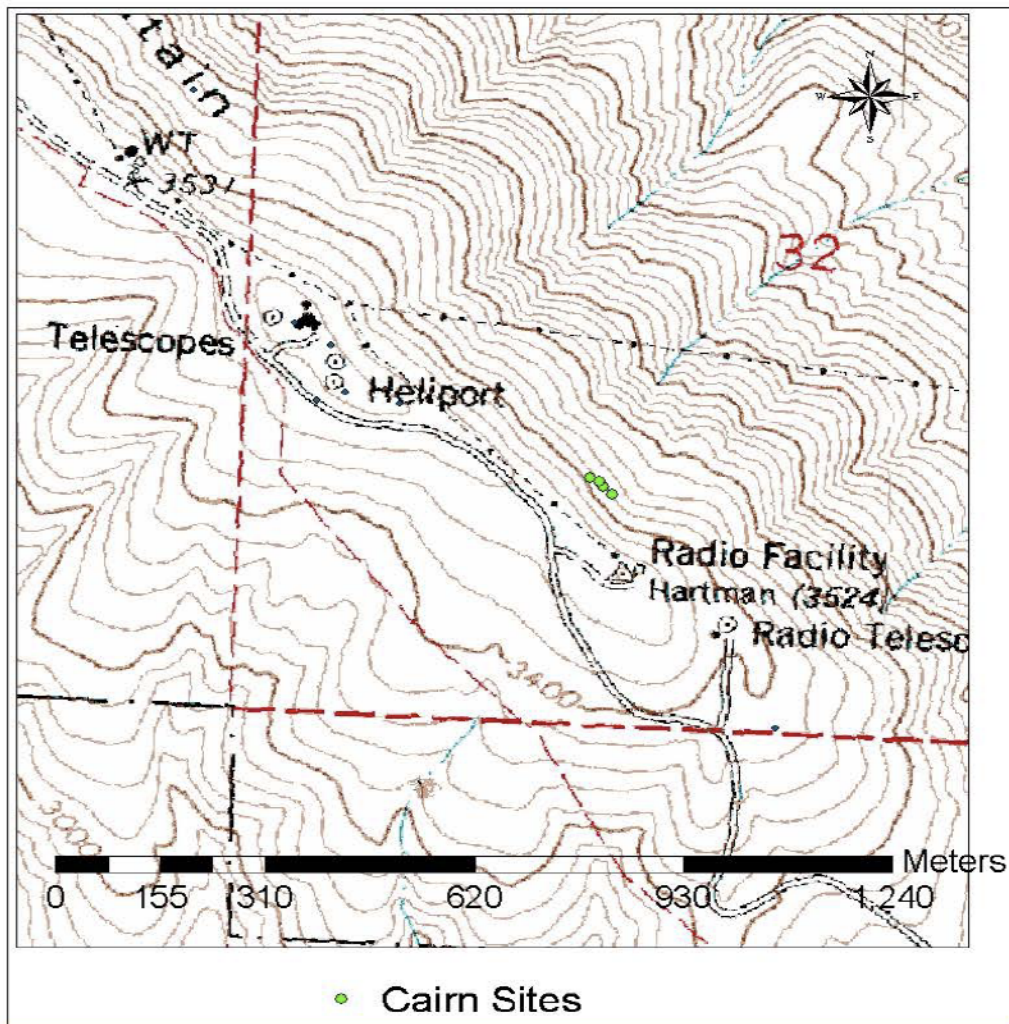 tain
N
W E
S
WT
3531
32
Telescopes
Heliport
Radio Facility
Hartman (3524)
Radio Telesc
3400
3000
Meters
0 155 310 620 930 1,240
Cairn Sites